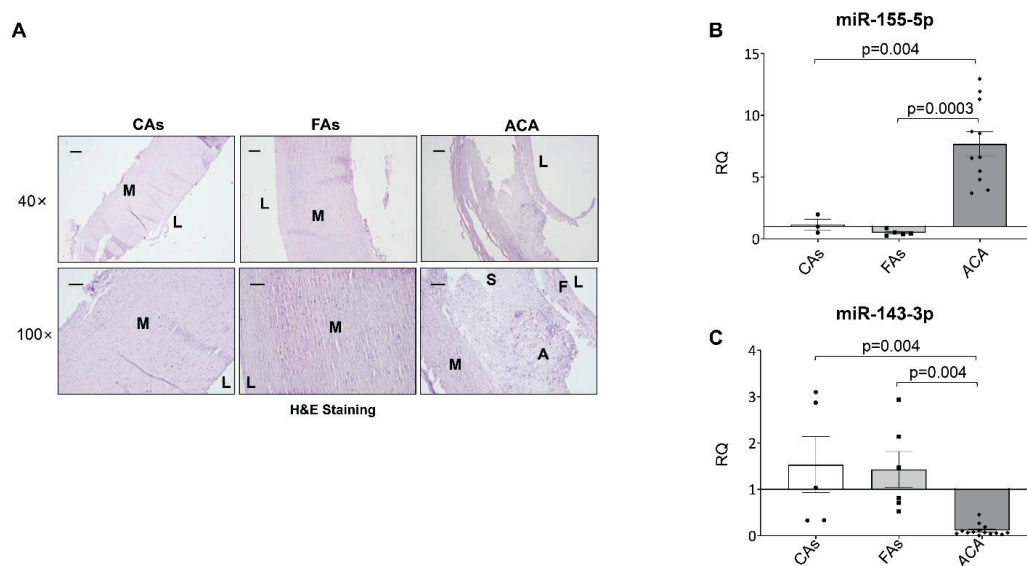 A
CAs FAs ACA
40×
M
L
L
M
L
100×
M
L
M
L
S
F
L
M
A
H&E Staining
B
miR-155-5p
p=0.004
p=0.0003
RQ
15
10
5
0
CAs FAs ACA
C
miR-143-3p
p=0.004
p=0.004
RQ
4
3
2
1
0
CAs FAs ACA